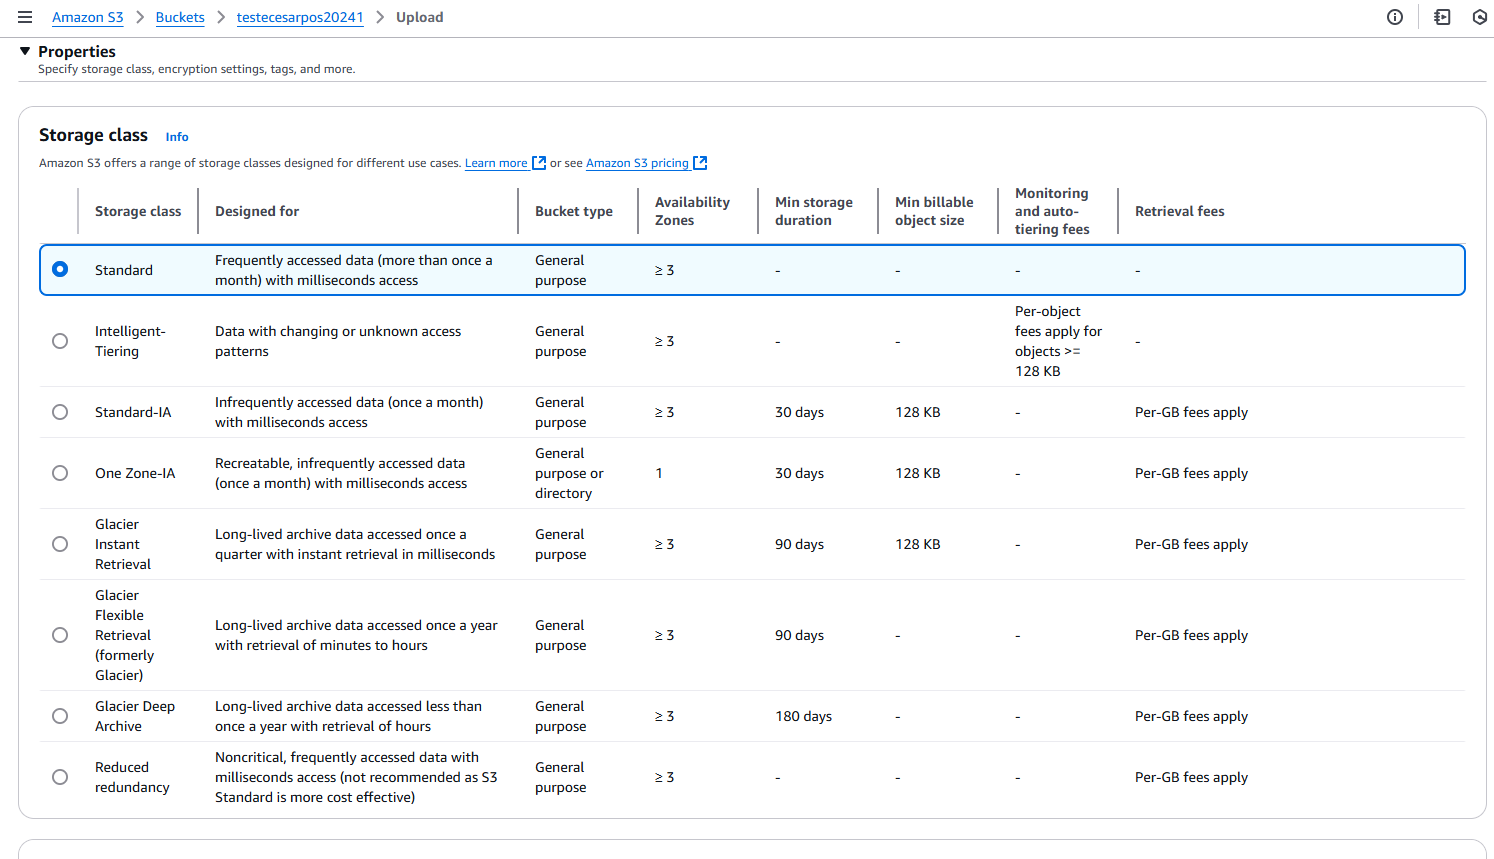 Amazon S3 > Buckets > testecesarpos20241 > Upload
Properties
Specify storage class, encryption settings, tags, and more.
Storage class Info
Amazon S3 offers a range of storage classes designed for different use cases. Learn more or see Amazon S3 pricing
Storage class
Designed for
Bucket type
Availability
Zones
Min storage
duration
Min billable
object size
Monitoring
and auto-
tiering fees
Retrieval fees
Standard
Frequently accessed data (more than once a
month) with milliseconds access
General
purpose
≥ 3
-
-
-
-
Intelligent-
Tiering
Data with changing or unknown access
patterns
General
purpose
≥ 3
-
-
Per-object
fees apply for
objects >=
128 KB
-
Standard-IA
Infrequently accessed data (once a month)
with milliseconds access
General
purpose
≥ 3
30 days
128 KB
-
Per-GB fees apply
One Zone-IA
Recreatable, infrequently accessed data
(once a month) with milliseconds access
General
purpose or
directory
1
30 days
128 KB
-
Per-GB fees apply
Glacier
Instant
Retrieval
Long-lived archive data accessed once a
quarter with instant retrieval in milliseconds
General
purpose
≥ 3
90 days
128 KB
-
Per-GB fees apply
Glacier
Flexible
Retrieval
(formerly
Glacier)
Long-lived archive data accessed once a year
with retrieval of minutes to hours
General
purpose
≥ 3
90 days
-
-
Per-GB fees apply
Glacier Deep
Archive
Long-lived archive data accessed less than
once a year with retrieval of hours
General
purpose
≥ 3
180 days
-
-
Per-GB fees apply
Reduced
redundancy
Noncritical, frequently accessed data with
milliseconds access (not recommended as S3
Standard is more cost effective)
General
purpose
≥ 3
-
-
-
Per-GB fees apply